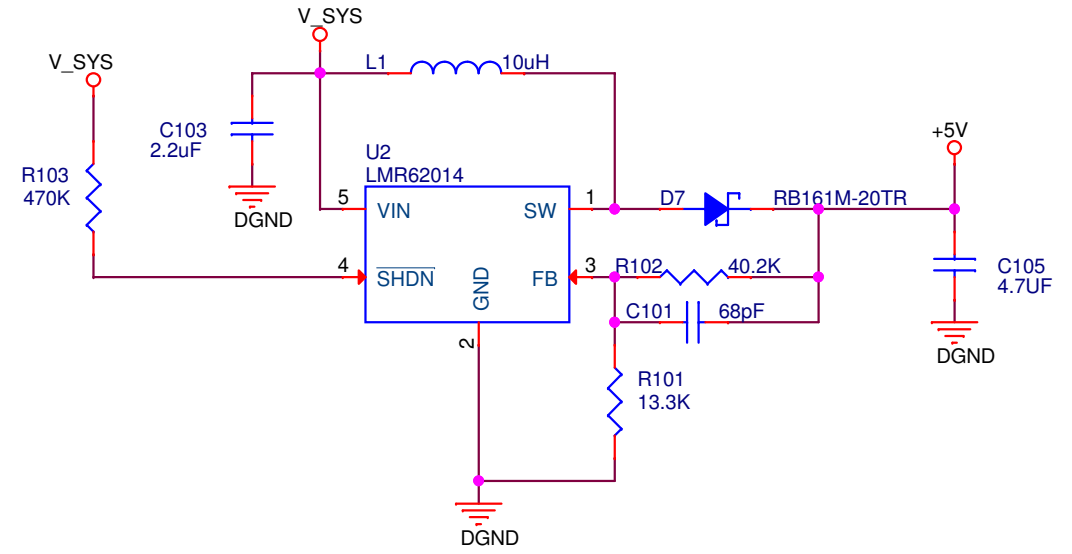 V_SYS
V_SYS
L1
10uH
C103
2.2uF
R103
470K
U2
LMR62014
+5V
5
VIN
SW
1
D7
RB161M-20TR
4
SHDN
GND
FB
3
R102
40.2K
C101
68pF
C105
4.7UF
DGND
2
DGND
R101
13.3K
DGND